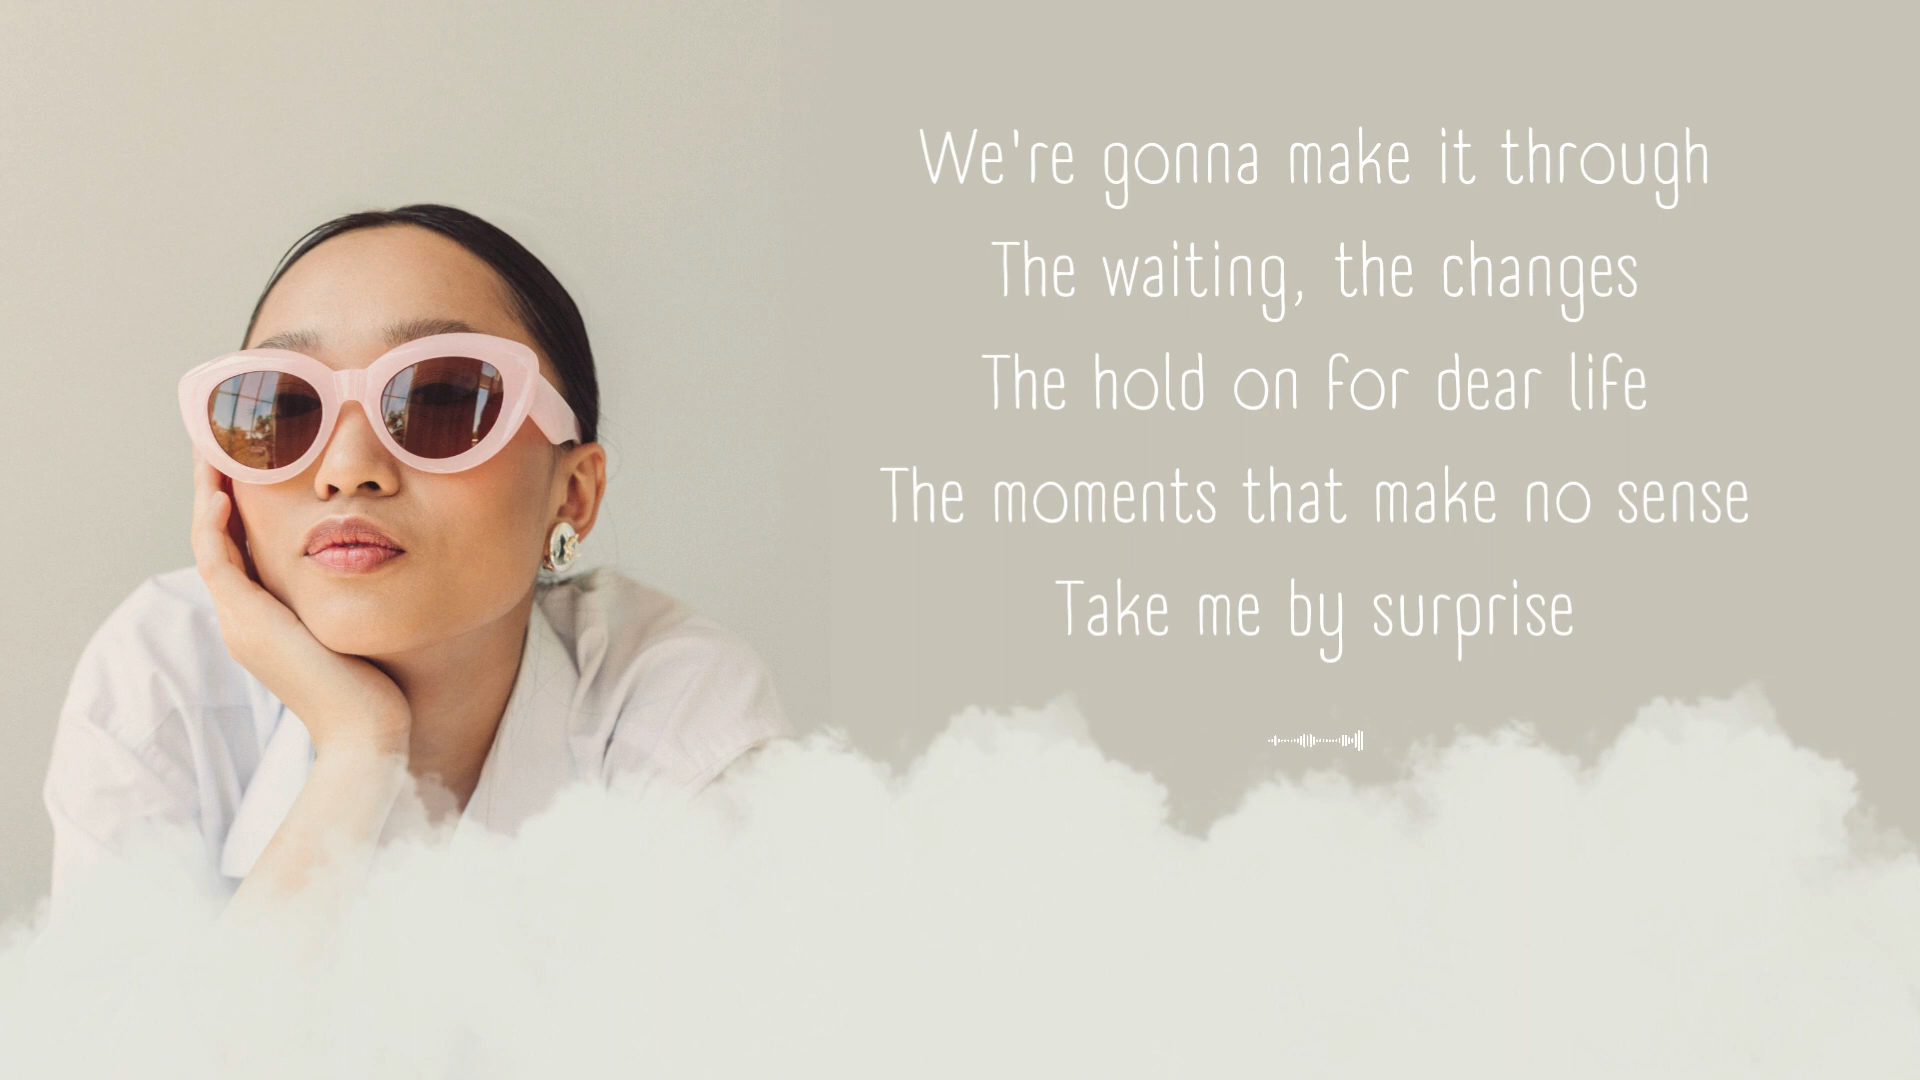 We're gonna make it through
The waiting, the changes
The hold on for dear life
The moments that make no sense
Take me by surprise